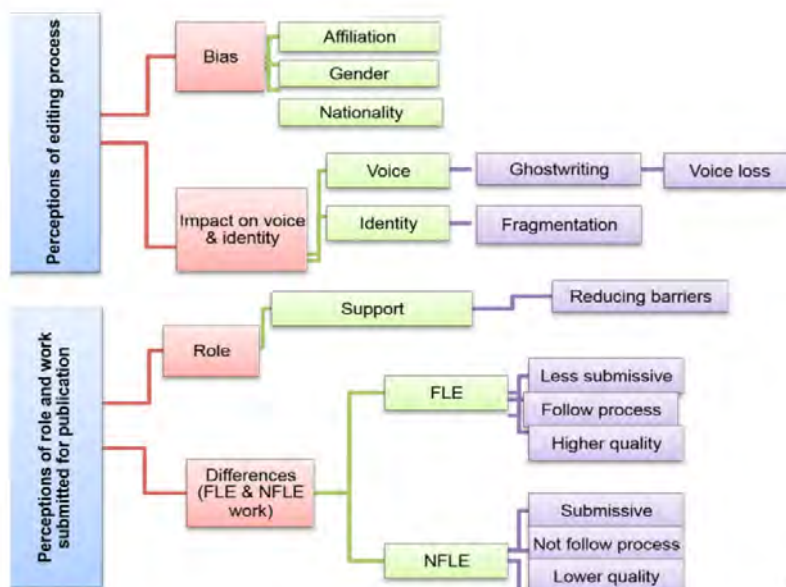 Perceptions of editing process
Bias
Affiliation
Gender
Nationality
Impact on voice
& identity
Voice
Ghostwriting
Voice loss
Identity
Fragmentation
Perceptions of role and work
submitted for publication
Role
Support
Reducing barriers
Differences
(FLE & NFLE
work)
FLE
Less submissive
Follow process
Higher quality
NFLE
Submissive
Not follow process
Lower quality